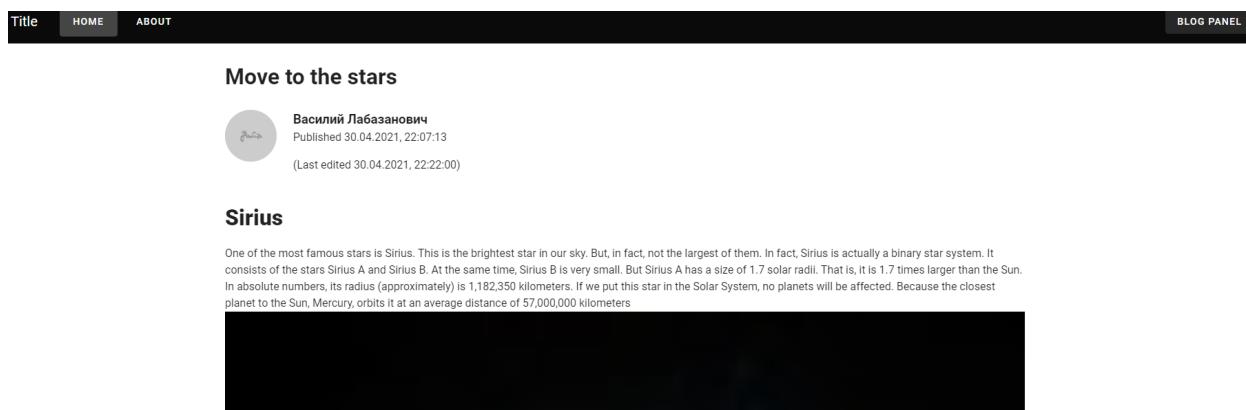 Title HOME ABOUT BLOG PANEL
Move to the stars
Василий Лабазанович
Published 30.04.2021, 22:07:13
(Last edited 30.04.2021, 22:22:00)
Sirius
One of the most famous stars is Sirius. This is the brightest star in our sky. But, in fact, not the largest of them. In fact, Sirius is actually a binary star system. It
consists of the stars Sirius A and Sirius B. At the same time, Sirius B is very small. But Sirius A has a size of 1.7 solar radii. That is, it is 1.7 times larger than the Sun.
In absolute numbers, its radius (approximately) is 1,182,350 kilometers. If we put this star in the Solar System, no planets will be affected. Because the closest
planet to the Sun, Mercury, orbits it at an average distance of 57,000,000 kilometers